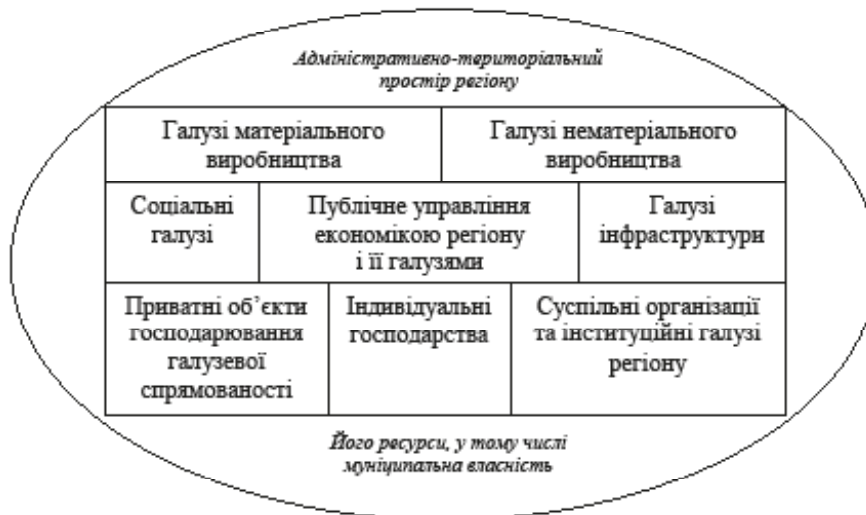 Адміністративно-територіальний
простір регіону
Галузі матеріального
виробництва
Галузі нематеріального
виробництва
Соціальні
галузі
Публічне управління
економікою регіону
і її галузями
Галузі
інфраструктури
Приватні об’єкти
господарювання
галузевої
спрямованості
Індивідуальні
господарства
Суспільні організації
та інституційні галузі
регіону
Його ресурси, у тому числі
муніципальна власність